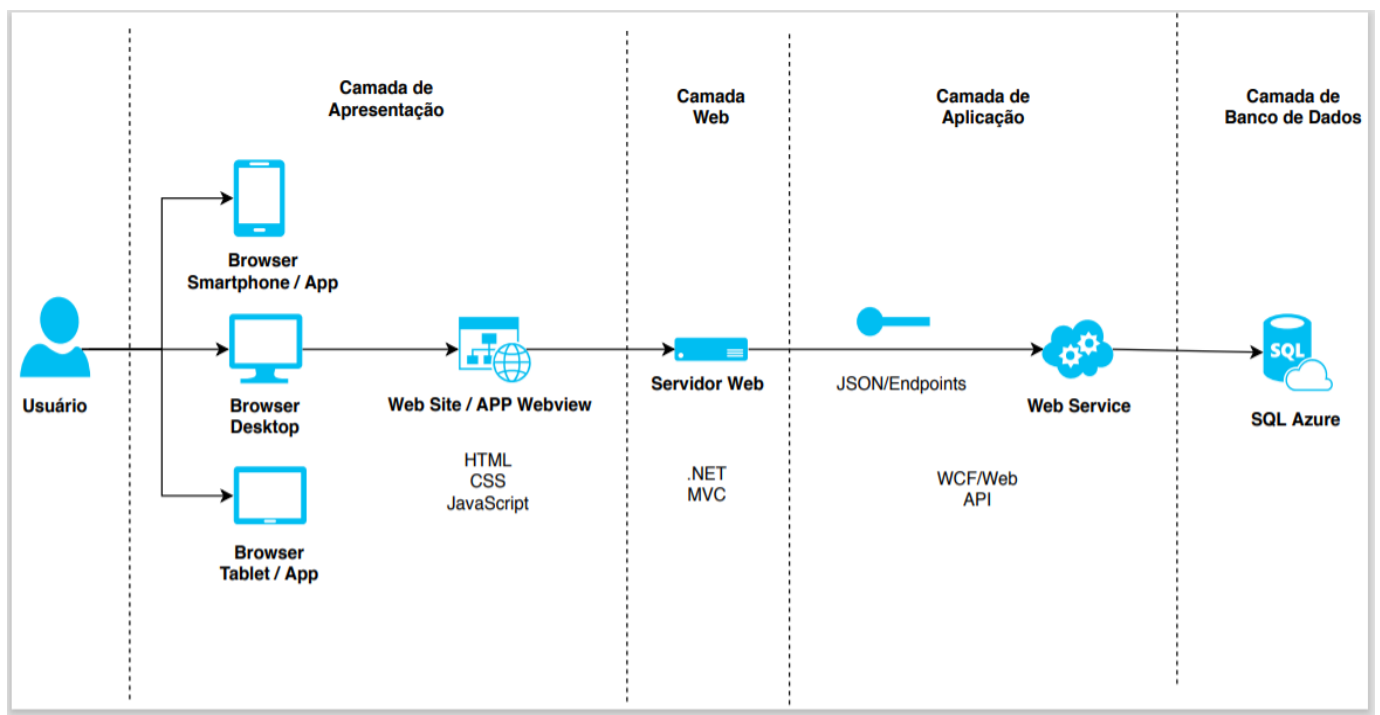 Camada de
Apresentação
Camada
Web
Camada de
Aplicação
Camada de
Banco de Dados
Browser
Smartphone / App
Usuário
Browser
Desktop
Web Site / APP Webview
HTML
CSS
JavaScript
Servidor Web
.NET
MVC
JSON/Endpoints
Web Service
WCF/Web
API
SQL
SQL Azure
Browser
Tablet / App